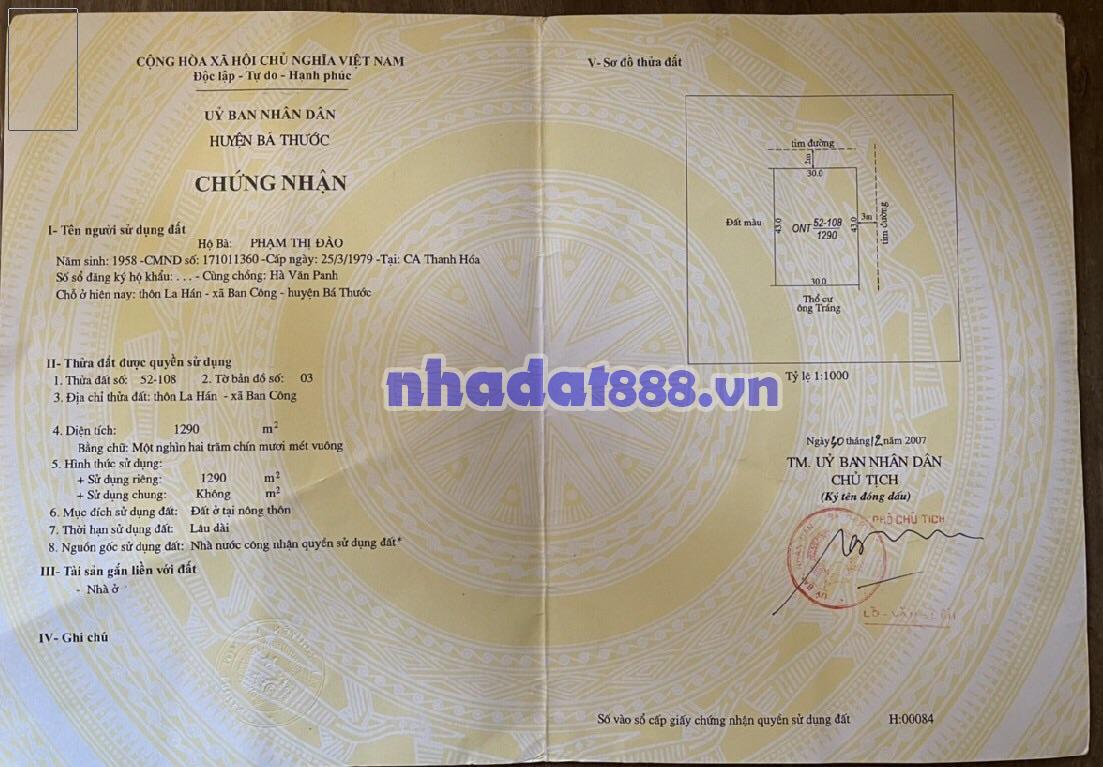 CỘNG HÒA XÃ HỘI CHỦ NGHĨA VIỆT NAM
Độc lập - Tự do - Hạnh phúc
UỶ BAN NHÂN DÂN
HUYỆN BÁ THƯỚC
CHỨNG NHẬN
I- Tên người sử dụng đất
Hộ Bà: PHẠM THỊ ĐÀO
Năm sinh: 1958 -CMND số: 171011360 -Cấp ngày: 25/3/1979 -Tại: CA Thanh Hóa
Số sổ đăng ký hộ khẩu: . . . - Cùng chồng: Hà Văn Panh
Chỗ ở hiện nay: thôn La Hán - xã Ban Công - huyện Bá Thước
II- Thửa đất được quyền sử dụng
1. Thửa đất số: 52-108 2. Tờ bản đồ số: 03
3. Địa chỉ thửa đất: thôn La Hán - xã Ban Công
4. Diện tích: 1290 m²
Bằng chữ: Một nghìn hai trăm chín mươi mét vuông
5. Hình thức sử dụng:
+ Sử dụng riêng: 1290 m²
+ Sử dụng chung: Không m²
6. Mục đích sử dụng đất: Đất ở tại nông thôn
7. Thời hạn sử dụng đất: Lâu dài
8. Nguồn gốc sử dụng đất: Nhà nước công nhận quyền sử dụng đất*
III- Tài sản gắn liền với đất
- Nhà ở
IV- Ghi chú
V- Sơ đồ thửa đất
tim đường
2m
30.0
Đất màu
43.0
ONT 52-108
1290
43.0
3m
tim đường
30.0
Thổ cư
ông Tráng
Tỷ lệ 1:1000
nhadat888.vn
Ngày 20 tháng 12 năm 2007
TM. UỶ BAN NHÂN DÂN
CHỦ TỊCH
(Ký tên đóng dấu)
PHÓ CHỦ TỊCH
Số vào sổ cấp giấy chứng nhận quyền sử dụng đất H:00084